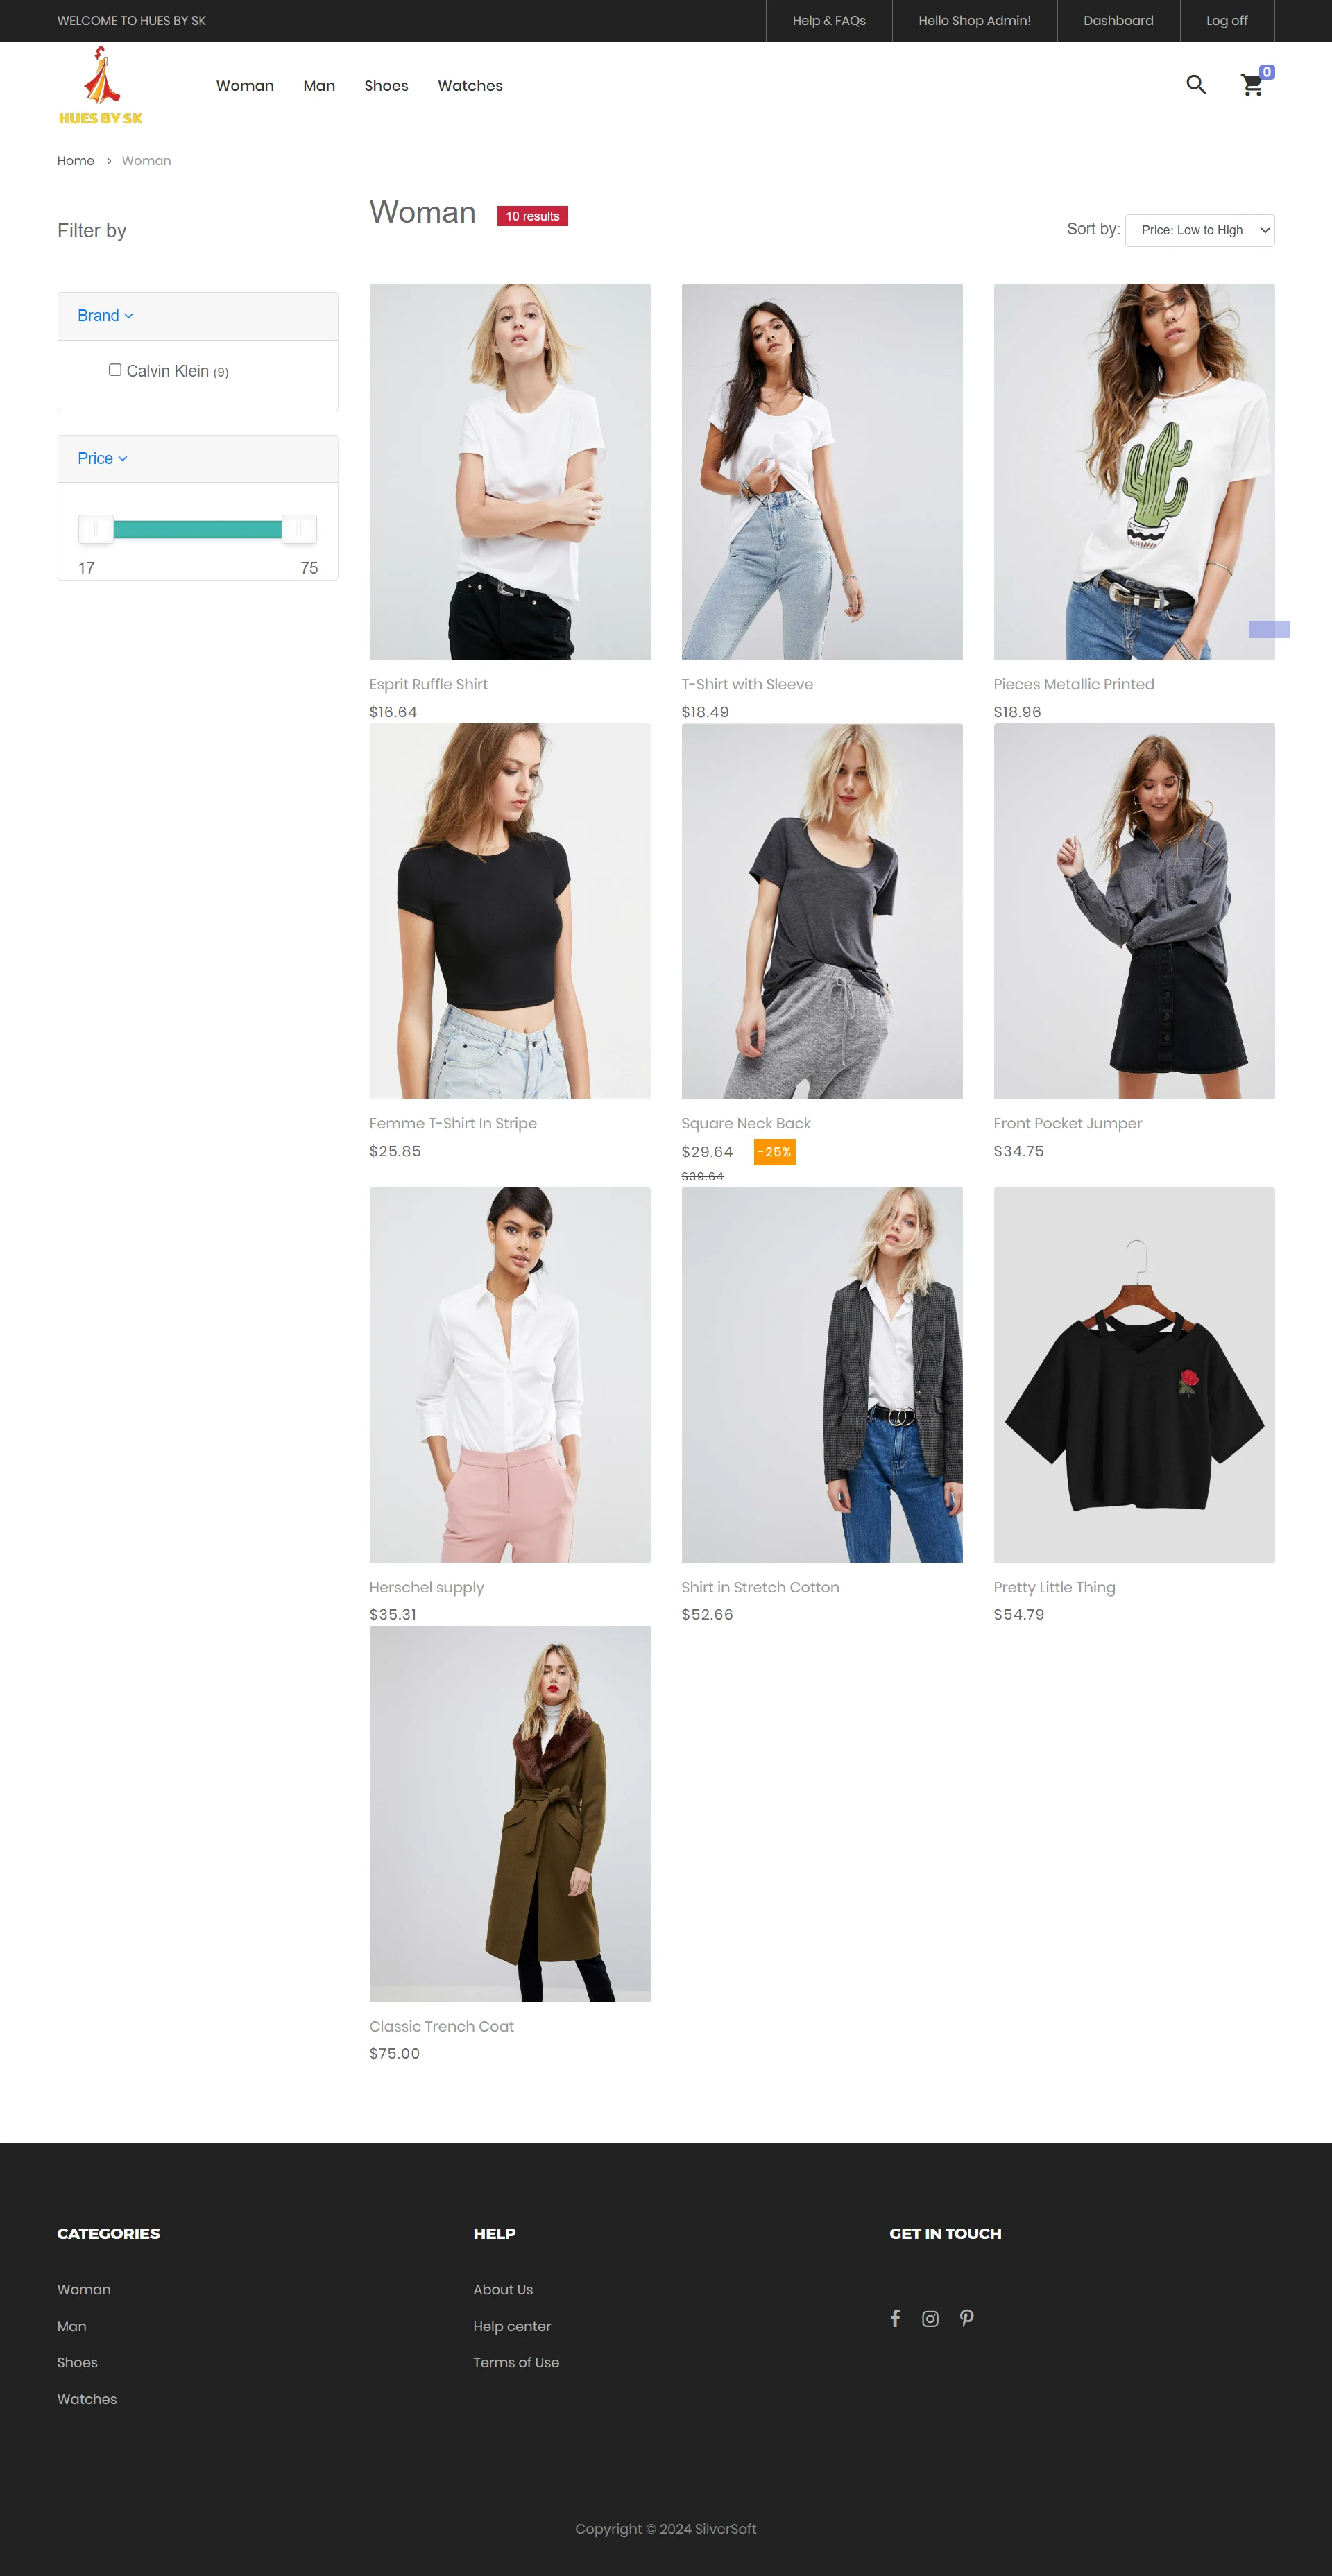 WELCOME TO HUES BY SK
Help & FAQs
Hello Shop Admin!
Dashboard
Log off
HUES BY SK
Woman
Man
Shoes
Watches
0
Home > Woman
Filter by
Woman
10 results
Sort by:
Price: Low to High
Brand
Calvin Klein (9)
Price
17
75
Esprit Ruffle Shirt
$16.64
T-Shirt with Sleeve
$18.49
Pieces Metallic Printed
$18.96
Femme T-Shirt In Stripe
$25.85
Square Neck Back
$29.64
-25%
$39.64
Front Pocket Jumper
$34.75
Herschel supply
$35.31
Shirt in Stretch Cotton
$52.66
Pretty Little Thing
$54.79
Classic Trench Coat
$75.00
CATEGORIES
Woman
Man
Shoes
Watches
HELP
About Us
Help center
Terms of Use
GET IN TOUCH
Copyright © 2024 SilverSoft